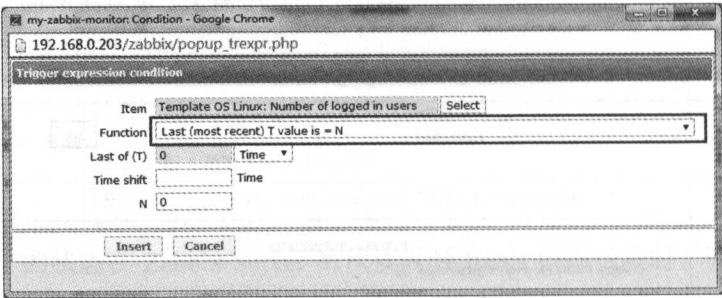 my-zabbix-monitor: Condition - Google Chrome
192.168.0.203/zabbix/popup_trexpr.php
Trigger expression condition
Item Template OS Linux: Number of logged in users Select
Function Last (most recent) T value is = N
Last of (T) 0 Time
Time shift Time
N 0
Insert Cancel